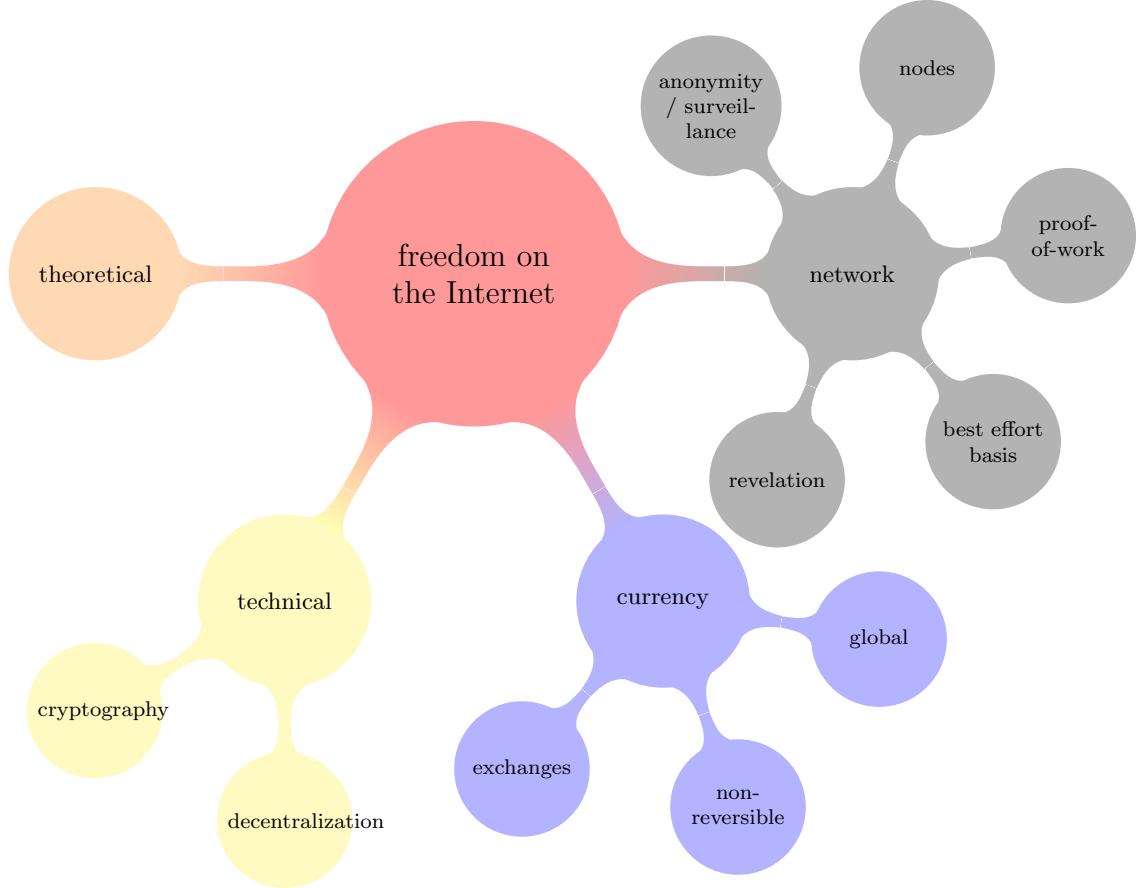 nodes
anonymity
/ surveil-
lance
proof-
of-work
freedom on
the Internet
theoretical
network
best effort
basis
revelation
technical
currency
global
cryptography
exchanges
non-
reversible
decentralization